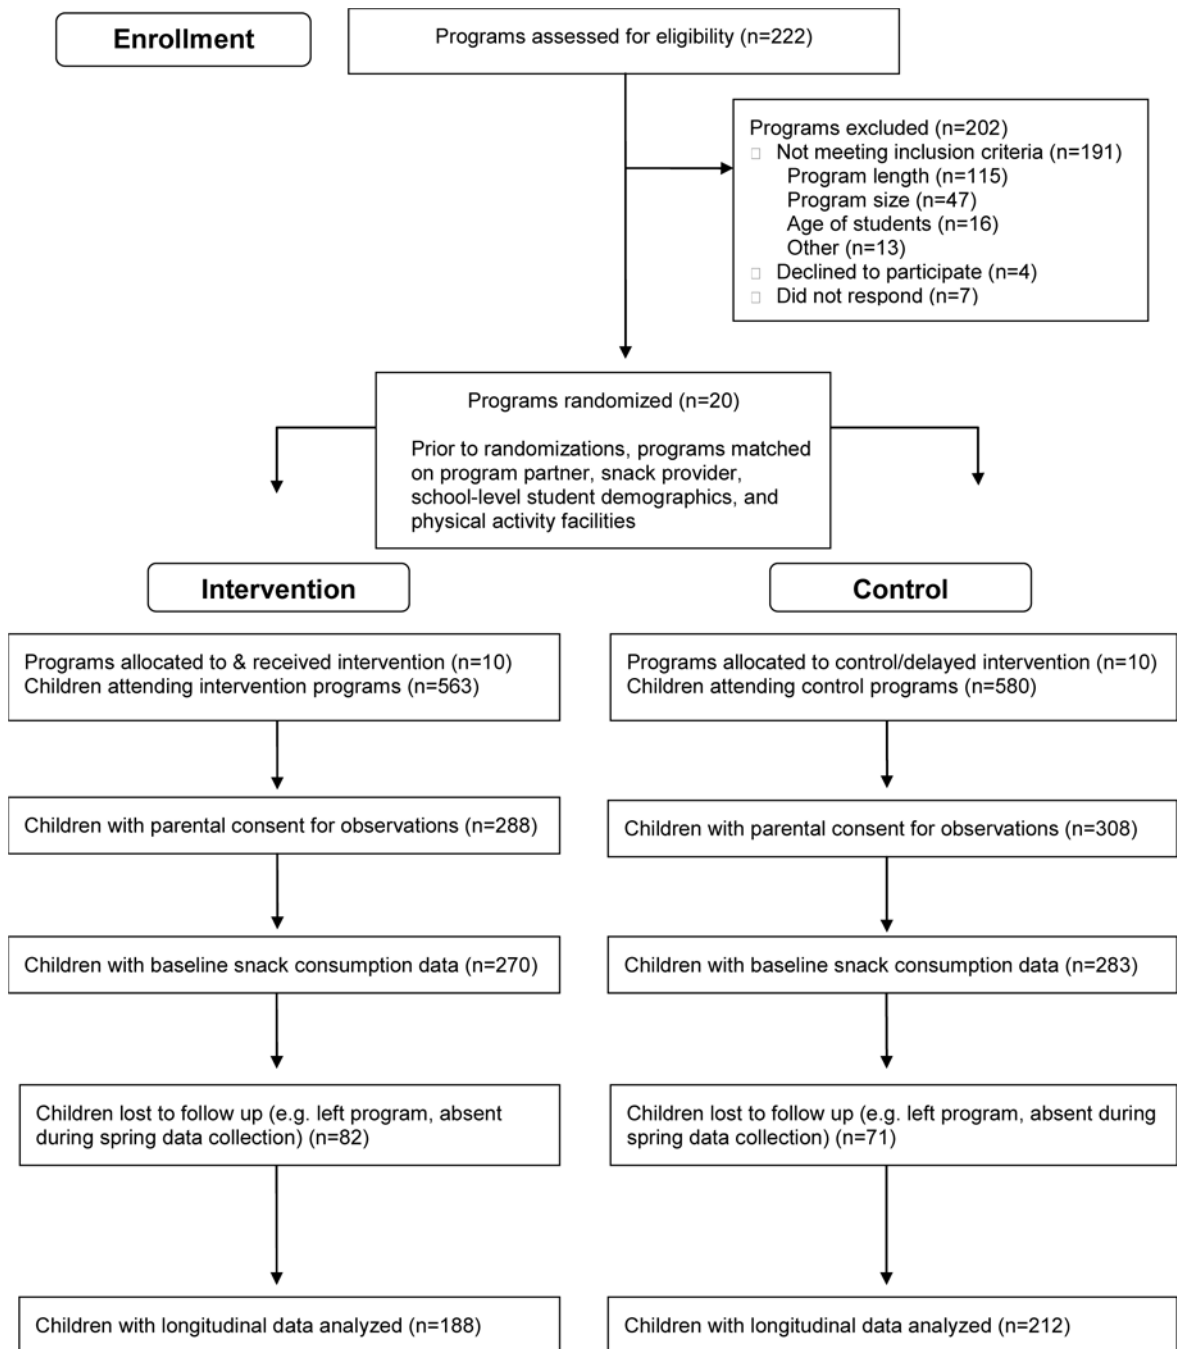 Enrollment
Programs assessed for eligibility (n=222)
Programs excluded (n=202)
Not meeting inclusion criteria (n=191)
Program length (n=115)
Program size (n=47)
Age of students (n=16)
Other (n=13)
Declined to participate (n=4)
Did not respond (n=7)
Programs randomized (n=20)
Prior to randomizations, programs matched
on program partner, snack provider,
school-level student demographics, and
physical activity facilities
Intervention
Control
Programs allocated to & received intervention (n=10)
Children attending intervention programs (n=563)
Programs allocated to control/delayed intervention (n=10)
Children attending control programs (n=580)
Children with parental consent for observations (n=288)
Children with parental consent for observations (n=308)
Children with baseline snack consumption data (n=270)
Children with baseline snack consumption data (n=283)
Children lost to follow up (e.g. left program, absent
during spring data collection) (n=82)
Children lost to follow up (e.g. left program, absent during
spring data collection) (n=71)
Children with longitudinal data analyzed (n=188)
Children with longitudinal data analyzed (n=212)